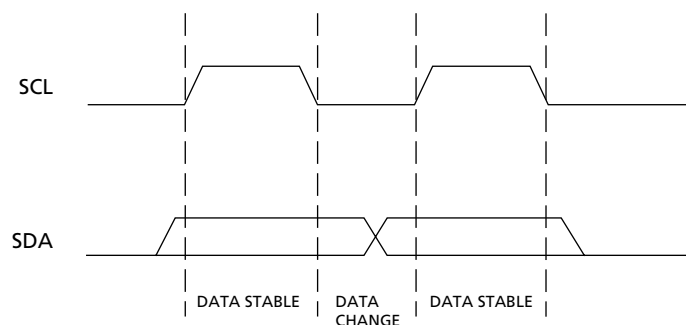 SCL
SDA
DATA STABLE
DATA
CHANGE
DATA STABLE